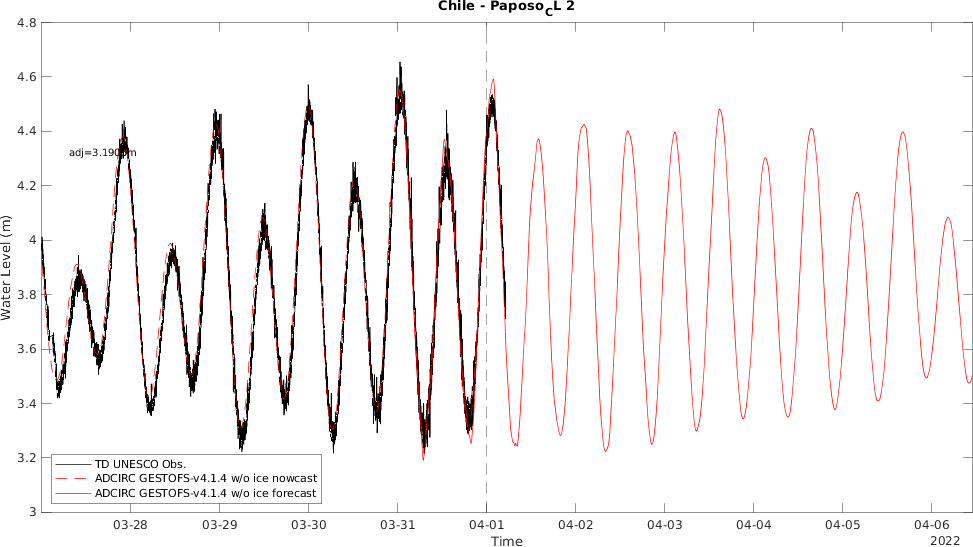 Chile - Paposo_CL 2
4.8
4.6
4.4
4.2
4
3.8
3.6
3.4
3.2
3
Water Level (m)
TD UNESCO Obs.
ADCIRC GESTOFS-v4.1.4 w/o ice nowcast
ADCIRC GESTOFS-v4.1.4 w/o ice forecast
03-28 03-29 03-30 03-31 04-01 04-02 04-03 04-04 04-05 04-06
Time
2022